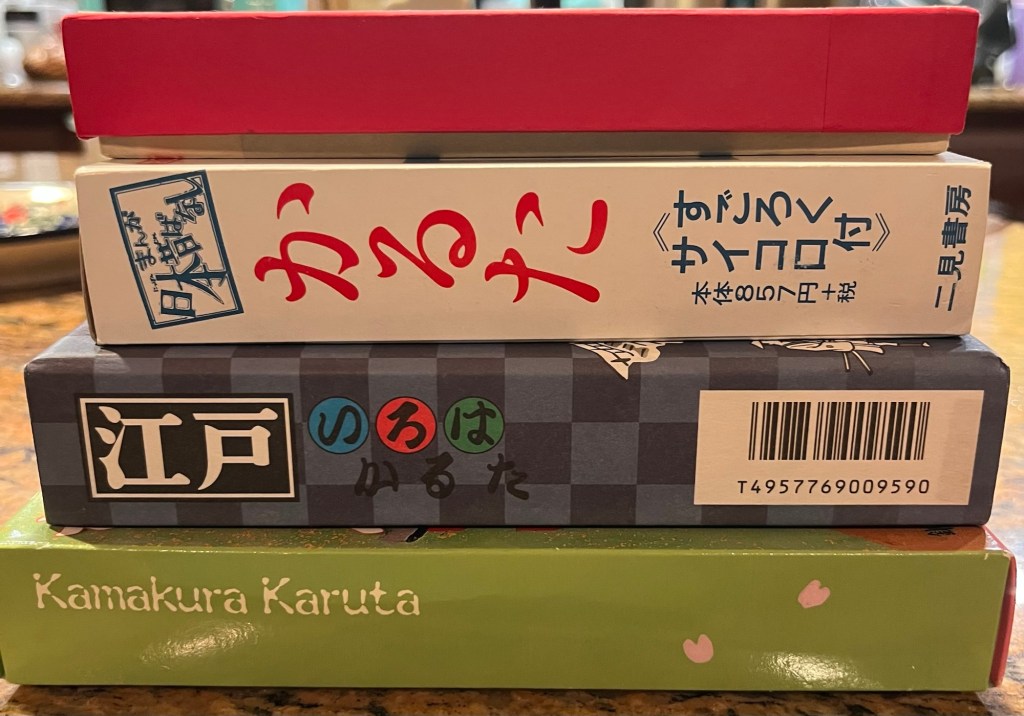 まんが
日本昔ばなし
かるた
《すごろく
サイコロ付》
本体857円+税
二見書房
江戸
いろは
かるた
T4957769009590
Kamakura Karuta